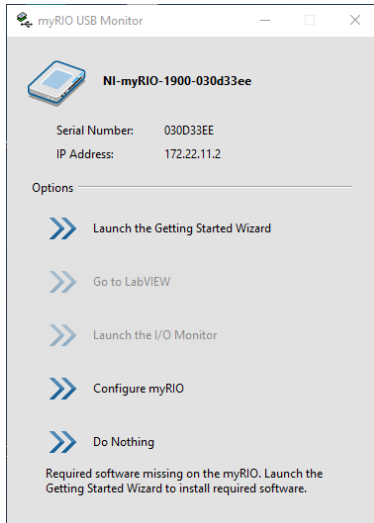 myRIO USB Monitor
NI-myRIO-1900-030d33ee
Serial Number: 030D33EE
IP Address: 172.22.11.2
Options
Launch the Getting Started Wizard
Go to LabVIEW
Launch the I/O Monitor
Configure myRIO
Do Nothing
Required software missing on the myRIO. Launch the
Getting Started Wizard to install required software.